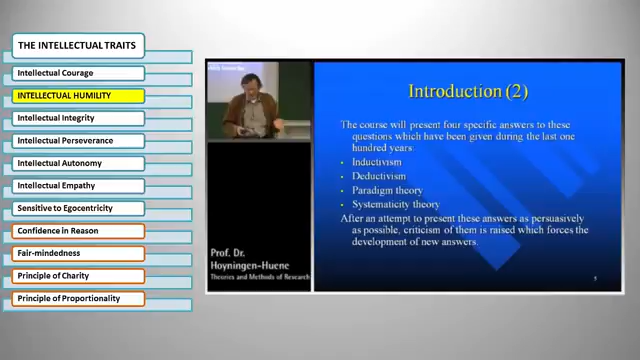 THE INTELLECTUAL TRAITS
Intellectual Courage
INTELLECTUAL HUMILITY
Intellectual Integrity
Intellectual Perseverance
Intellectual Autonomy
Intellectual Empathy
Sensitive to Egocentricity
Confidence in Reason
Fair-mindedness
Principle of Charity
Principle of Proportionality
Prof. Dr.
Hoyningen-Huene
Theories and Methods of Research
Introduction (2)
The course will present four specific answers to these
questions which have been given during the last one
hundred years:
• Inductivism
• Deductivism
• Paradigm theory
• Systematicity theory
After an attempt to present these answers as persuasively
as possible, criticism of them is raised which forces the
development of new answers.
5